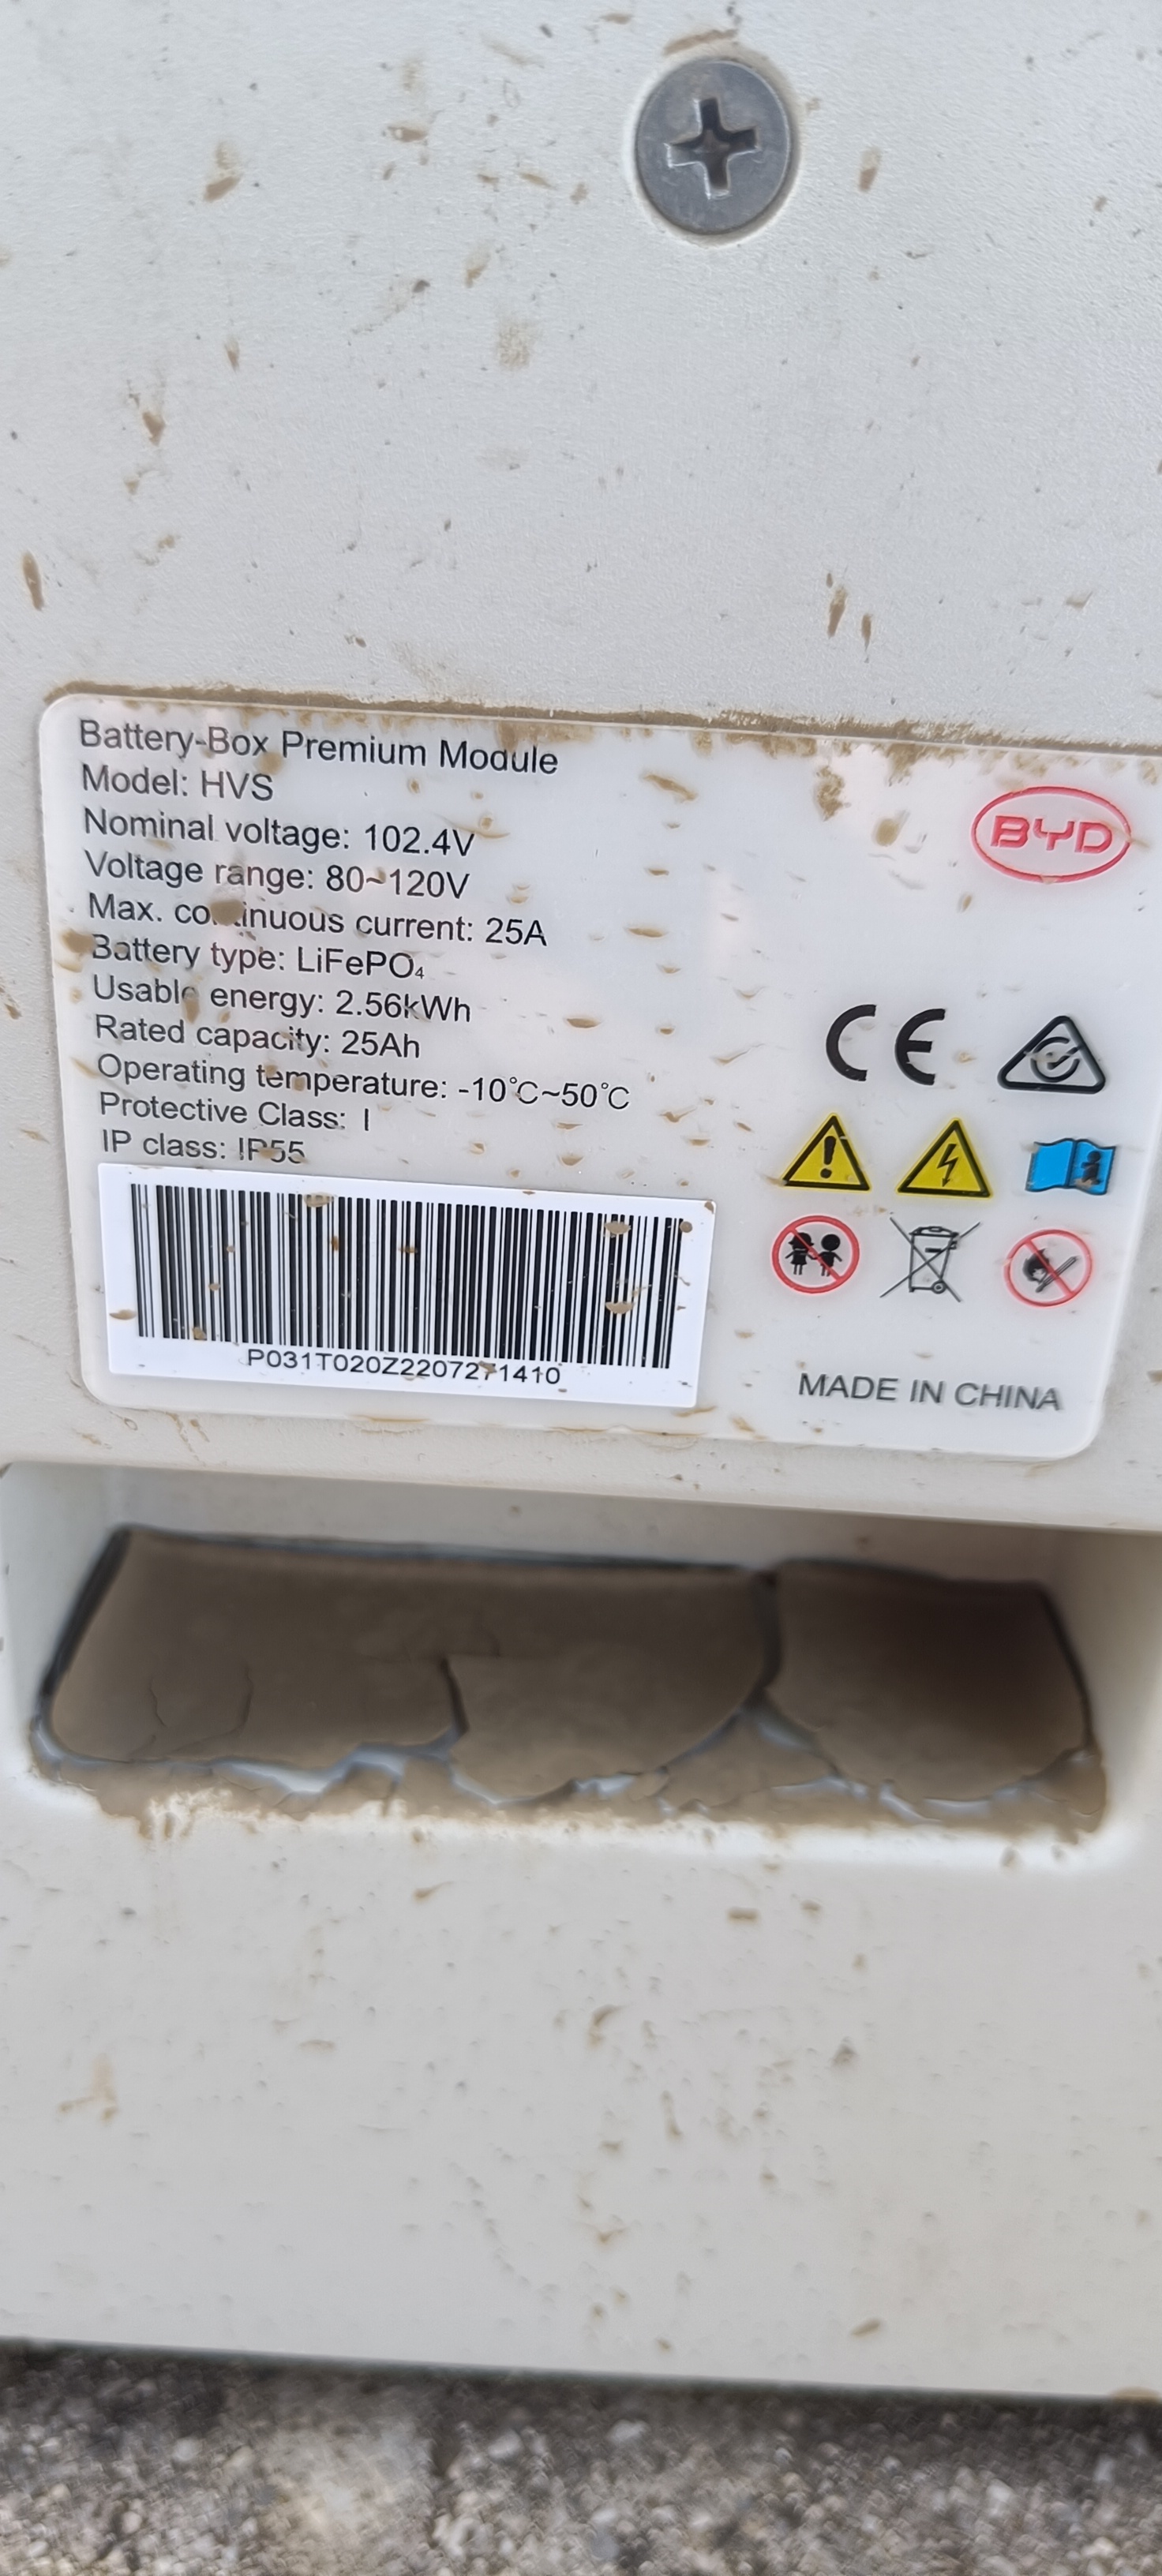 Battery-Box Premium Module
Model: HVS
Nominal voltage: 102.4V
Voltage range: 80~120V
Max. continuous current: 25A
Battery type: LiFePO₄
Usable energy: 2.56kWh
Rated capacity: 25Ah
Operating temperature: -10℃~50℃
Protective Class: I
IP class: IP55
P031T020Z2207271410
BYD
CE
MADE IN CHINA